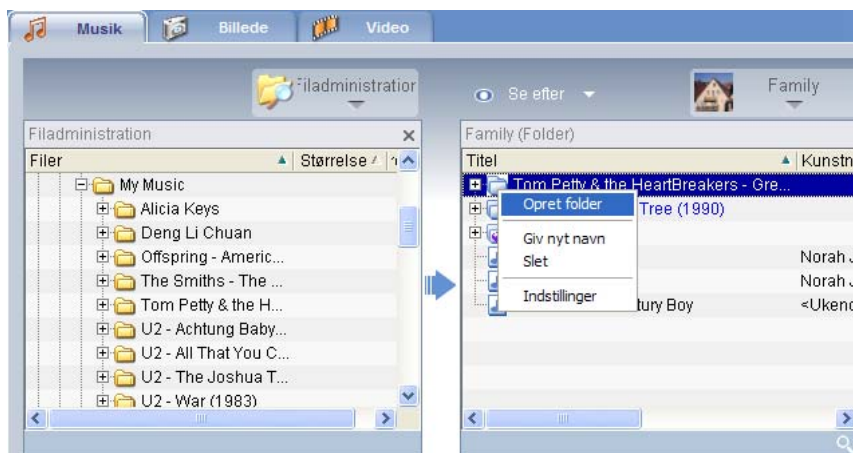 Musik Billede Video
Filadministration
Se efter Family
Filadministration
Filer Størrelse
My Music
Alicia Keys
Deng Li Chuan
Offspring - Americ...
The Smiths - The ...
Tom Petty & the H...
U2 - Achtung Baby...
U2 - All That You C...
U2 - The Joshua T...
U2 - War (1983)
Family (Folder)
Titel Kunstn
Tom Petty & the HeartBreakers - Gre...
Tree (1990)
Norah J
Norah J
tury Boy <Ukend
Opret folder
Giv nyt navn
Slet
Indstillinger